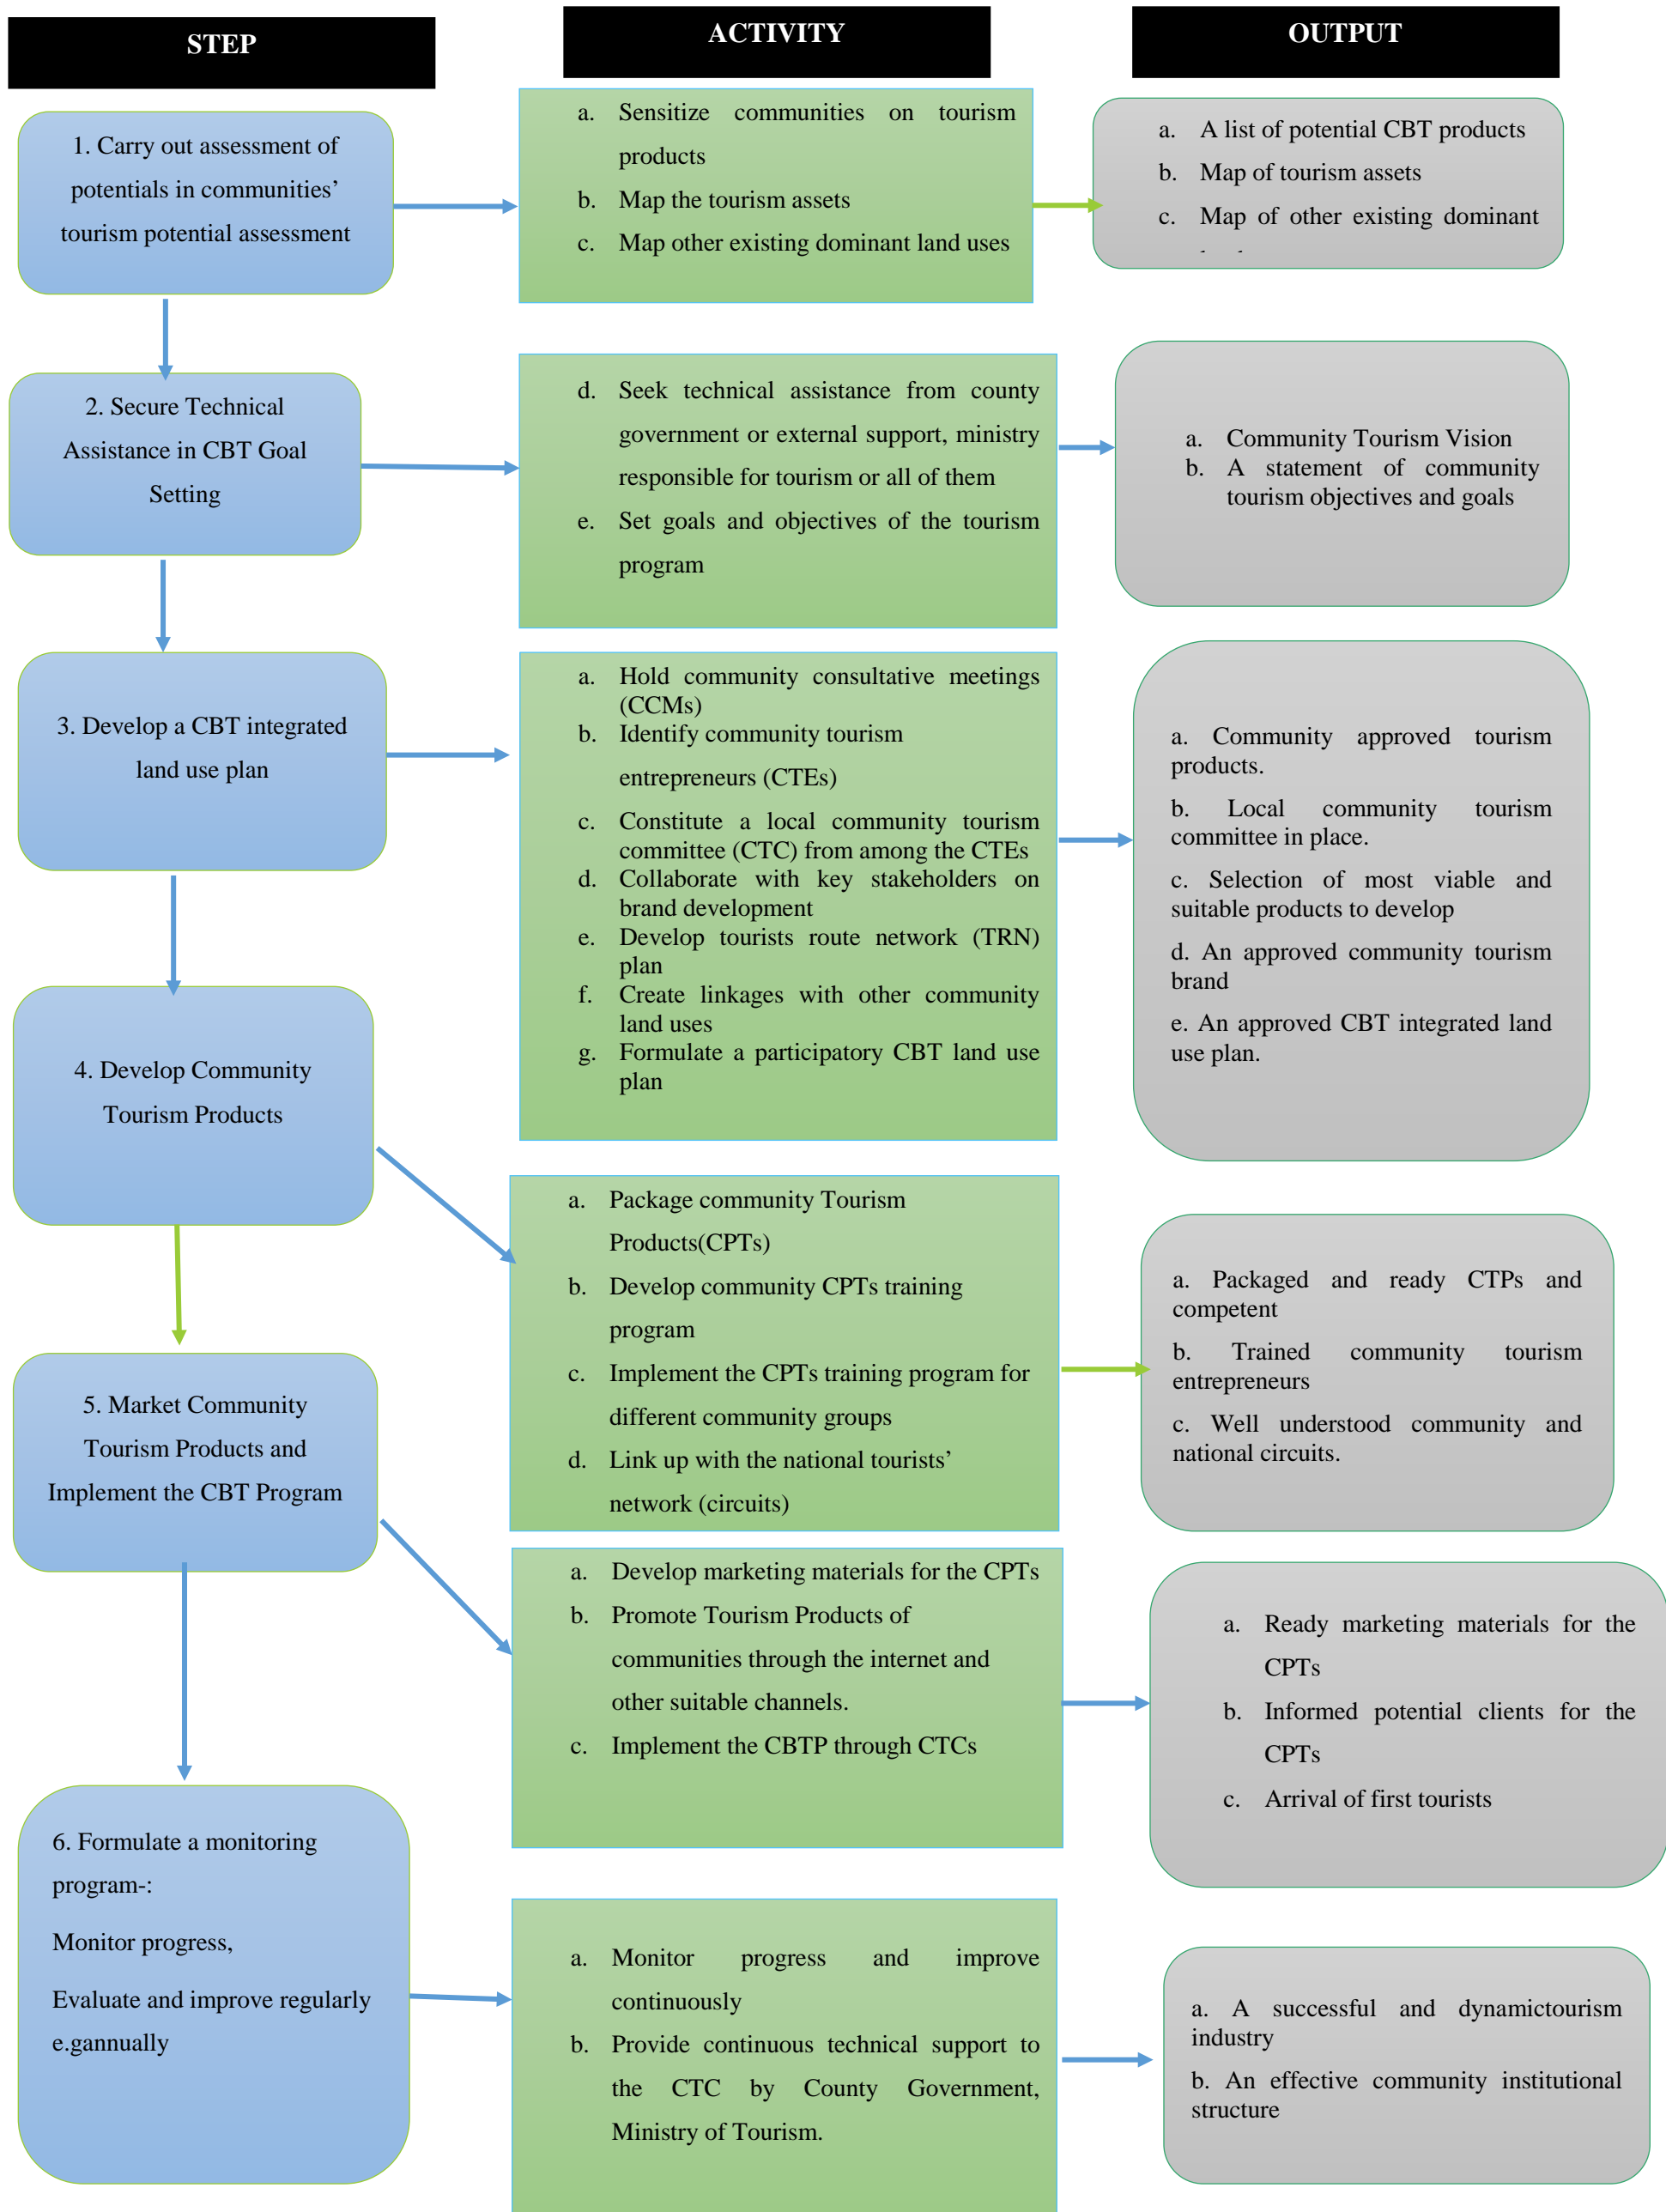 STEP
ACTIVITY
OUTPUT
1. Carry out assessment of
potentials in communities’
tourism potential assessment
a. Sensitize communities on tourism
products
b. Map the tourism assets
c. Map other existing dominant land uses
a. A list of potential CBT products
b. Map of tourism assets
c. Map of other existing dominant
2. Secure Technical
Assistance in CBT Goal
Setting
d. Seek technical assistance from county
government or external support, ministry
responsible for tourism or all of them
e. Set goals and objectives of the tourism
program
a. Community Tourism Vision
b. A statement of community
tourism objectives and goals
3. Develop a CBT integrated
land use plan
a. Hold community consultative meetings
(CCMs)
b. Identify community tourism
entrepreneurs (CTEs)
c. Constitute a local community tourism
committee (CTC) from among the CTEs
d. Collaborate with key stakeholders on
brand development
e. Develop tourists route network (TRN)
plan
f. Create linkages with other community
land uses
g. Formulate a participatory CBT land use
plan
a. Community approved tourism
products.
b. Local community tourism
committee in place.
c. Selection of most viable and
suitable products to develop
d. An approved community tourism
brand
e. An approved CBT integrated land
use plan.
4. Develop Community
Tourism Products
a. Package community Tourism
Products(CPTs)
b. Develop community CPTs training
program
c. Implement the CPTs training program for
different community groups
d. Link up with the national tourists’
network (circuits)
a. Packaged and ready CTPs and
competent
b. Trained community tourism
entrepreneurs
c. Well understood community and
national circuits.
5. Market Community
Tourism Products and
Implement the CBT Program
a. Develop marketing materials for the CPTs
b. Promote Tourism Products of
communities through the internet and
other suitable channels.
c. Implement the CBTP through CTCs
a. Ready marketing materials for the
CPTs
b. Informed potential clients for the
CPTs
c. Arrival of first tourists
6. Formulate a monitoring
program-:
Monitor progress,
Evaluate and improve regularly
e.gannually
a. Monitor progress and improve
continuously
b. Provide continuous technical support to
the CTC by County Government,
Ministry of Tourism.
a. A successful and dynamictourism
industry
b. An effective community institutional
structure